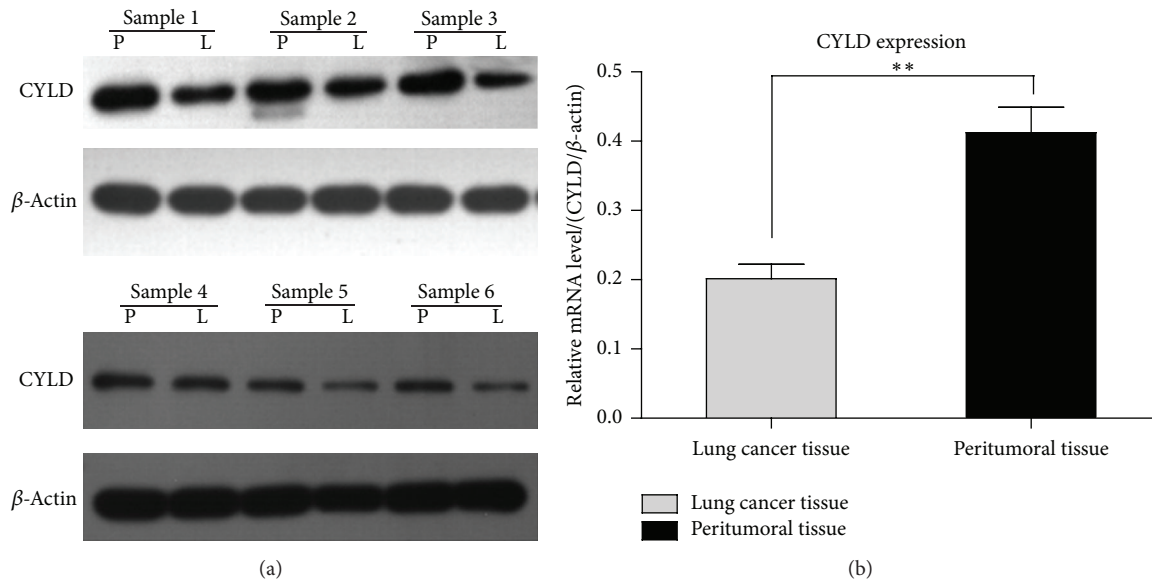 Sample 1 Sample 2 Sample 3
P L P L P L
CYLD
β-Actin
Sample 4 Sample 5 Sample 6
P L P L P L
CYLD
β-Actin
(a)
CYLD expression
**
Relative mRNA level/(CYLD/β-actin)
0.5
0.4
0.3
0.2
0.1
0.0
Lung cancer tissue Peritumoral tissue
Lung cancer tissue
Peritumoral tissue
(b)